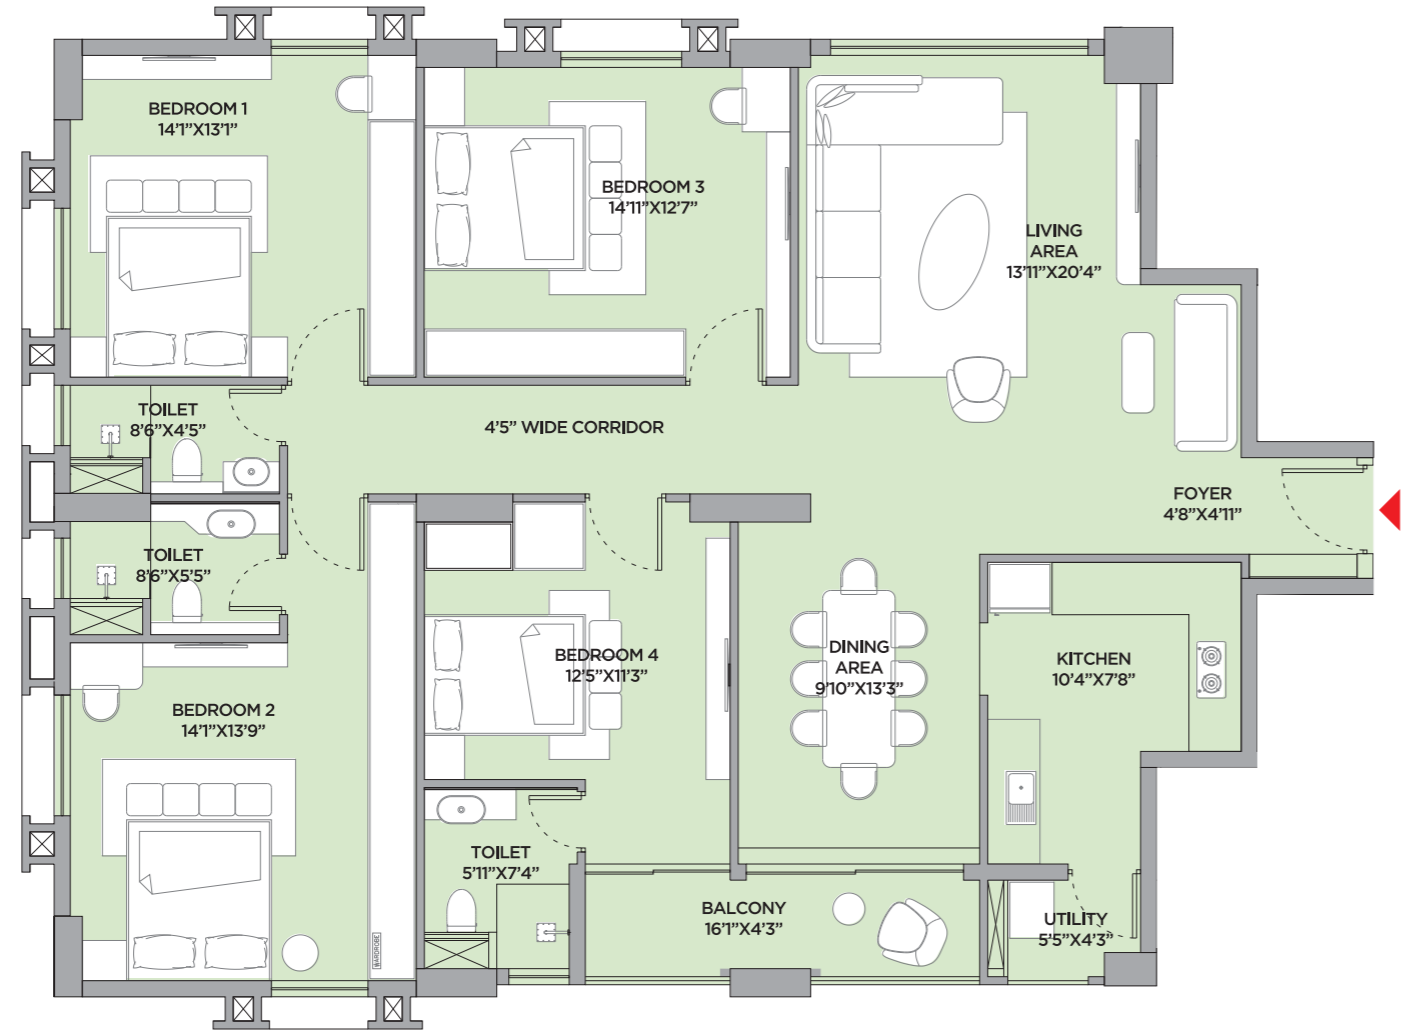 BEDROOM 1
14'1"X13'1"
BEDROOM 3
14'11"X12'7"
LIVING
AREA
13'11"X20'4"
TOILET
8'6"X4'5"
4'5" WIDE CORRIDOR
FOYER
4'8"X4'11"
TOILET
8'6"X5'5"
BEDROOM 4
12'5"X11'3"
DINING
AREA
9'10"X13'3"
KITCHEN
10'4"X7'8"
BEDROOM 2
14'1"X13'9"
TOILET
5'11"X7'4"
BALCONY
16'1"X4'3"
UTILITY
5'5"X4'3"
WARDROBE